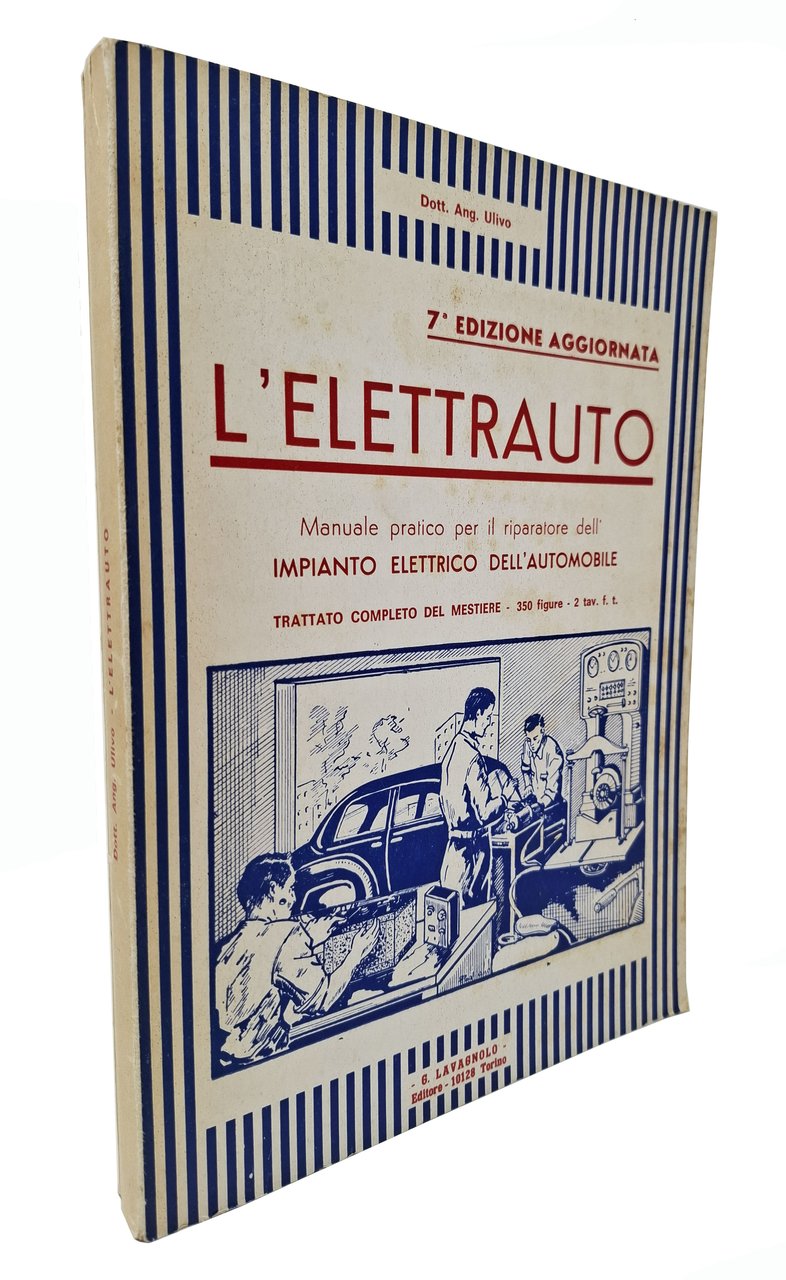 Dott. Ang. Ulivo
7ª EDIZIONE AGGIORNATA
L'ELETTRAUTO
Manuale pratico per il riparatore dell'
IMPIANTO ELETTRICO DELL'AUTOMOBILE
TRATTATO COMPLETO DEL MESTIERE - 350 figure - 2 tav. f. t.
- G. LAVAGNOLO -
Editore - 10128 Torino
Dott. Ang. Ulivo - L'ELETTRAUTO